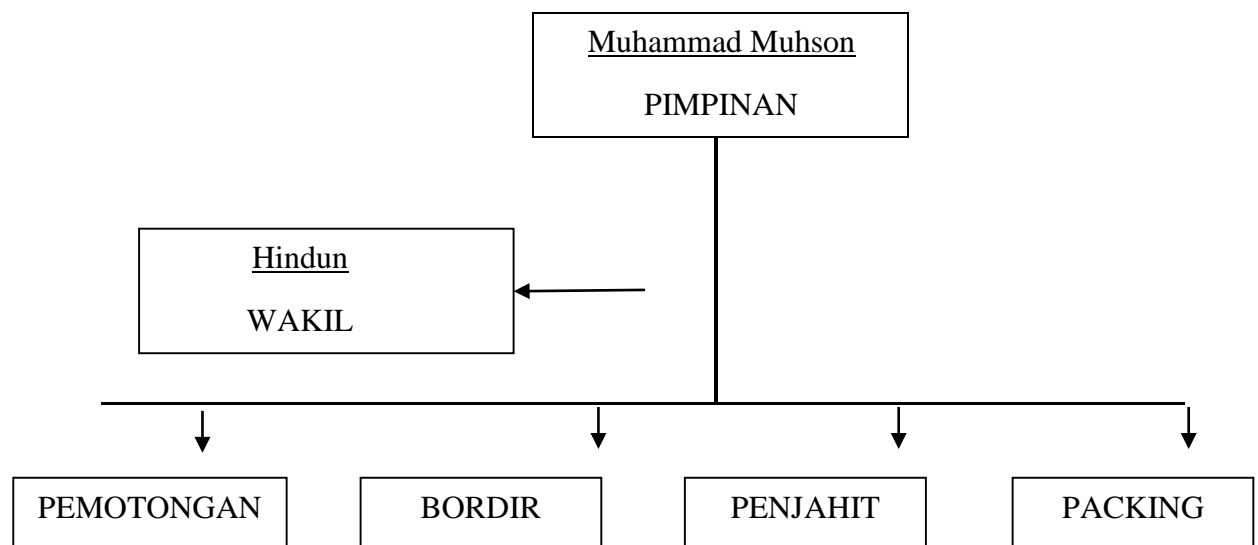 Muhammad Muhson
PIMPINAN
Hindun
WAKIL
PEMOTONGAN
BORDIR
PENJAHIT
PACKING